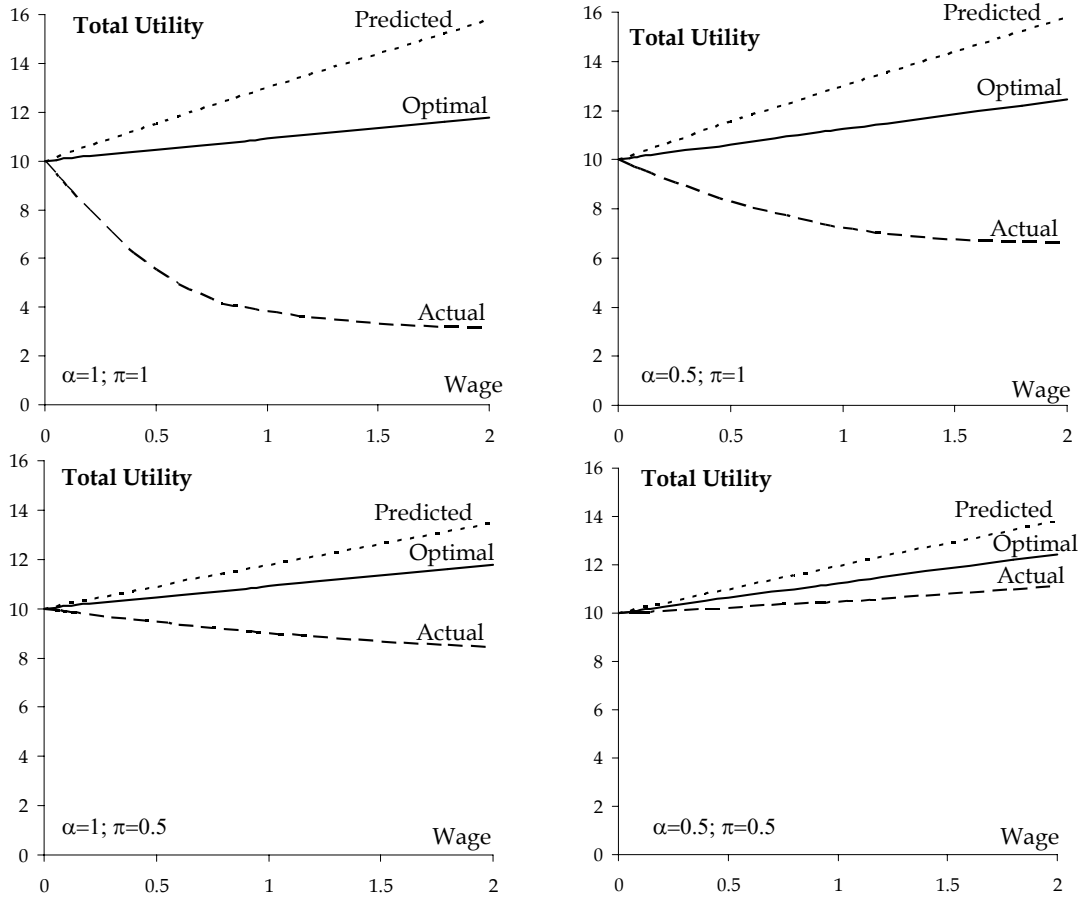 16
Total Utility
Predicted
14
12
Optimal
10
8
6
4
Actual
2
α=1; π=1
Wage
0
0
0.5
1
1.5
2
16
Total Utility
Predicted
14
12
Optimal
10
8
6
Actual
4
2
α=0.5; π=1
Wage
0
0
0.5
1
1.5
2
16
Total Utility
14
Predicted
12
Optimal
10
8
Actual
6
4
2
α=1; π=0.5
Wage
0
0
0.5
1
1.5
2
16
Total Utility
14
Predicted
12
Optimal
Actual
10
8
6
4
2
α=0.5; π=0.5
Wage
0
0
0.5
1
1.5
2